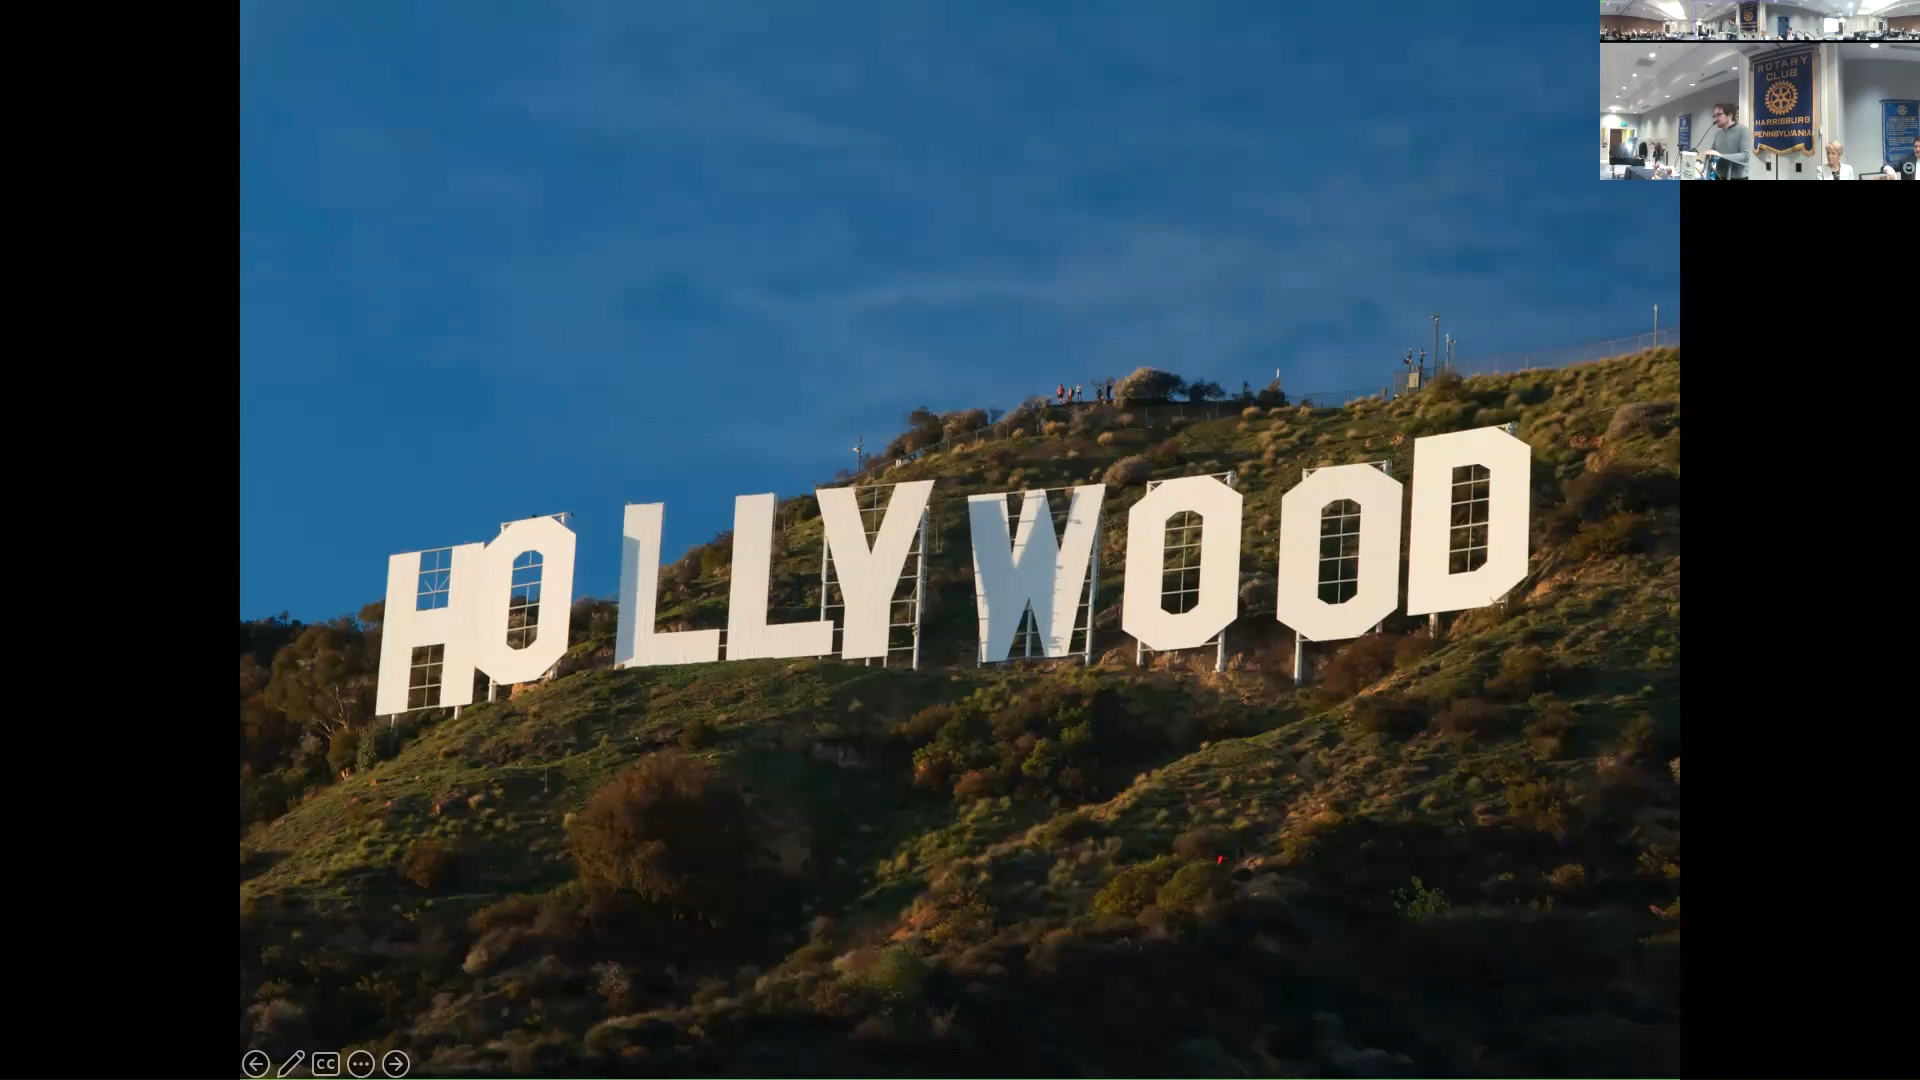 HOLLYWOOD
ROTARY
CLUB
HARRISBURG
PENNSYLVANIA
CC